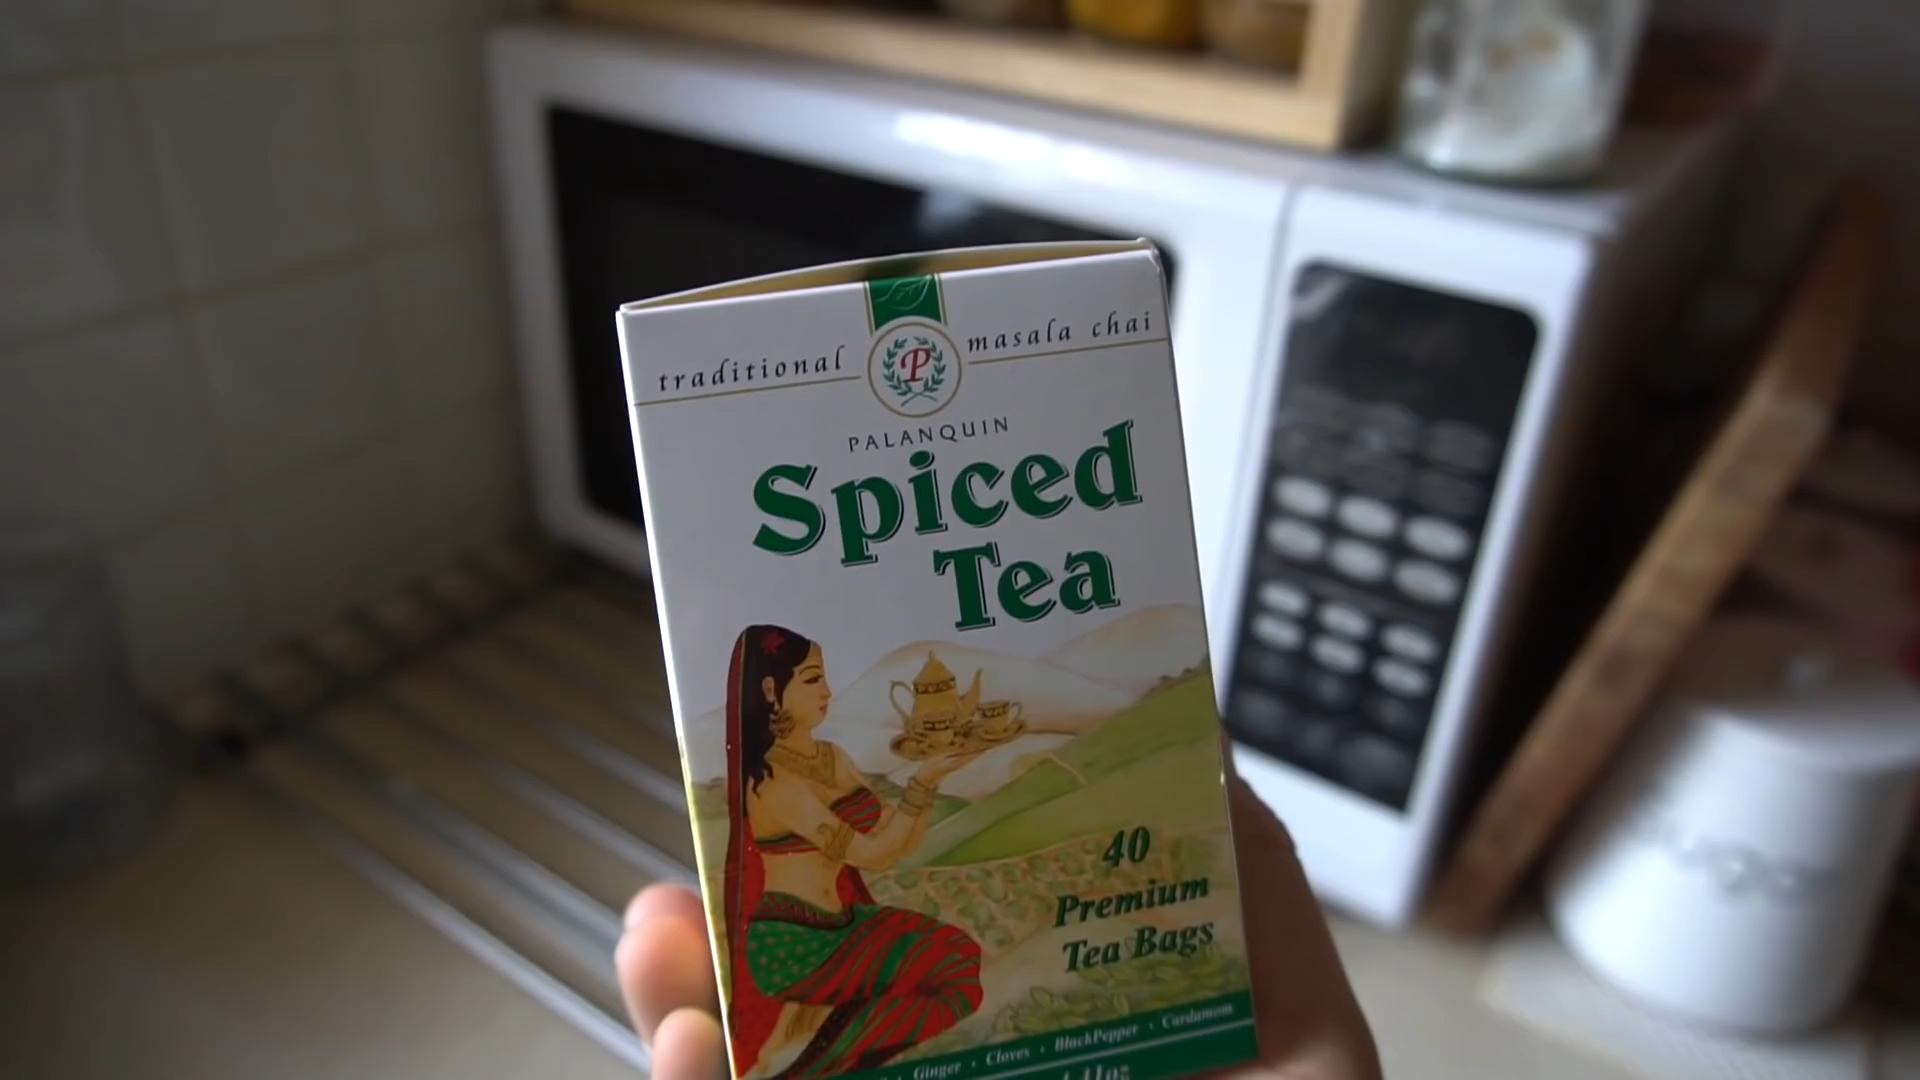 traditional masala chai
P
PALANQUIN
Spiced
Tea
40
Premium
Tea Bags
Ginger · Cloves · BlackPepper · Cardamom